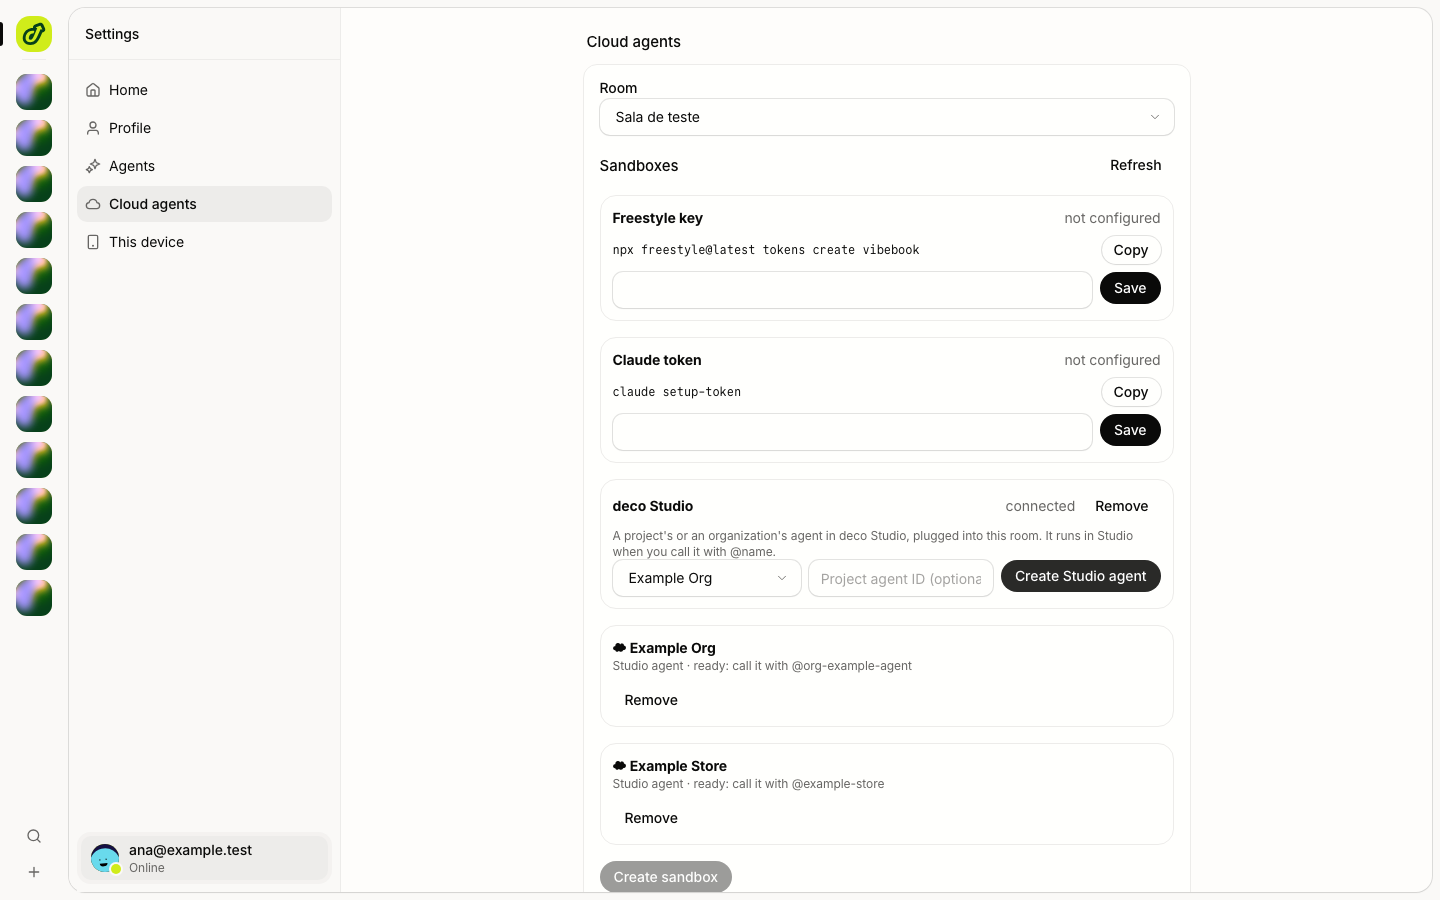 Settings
Home
Profile
Agents
Cloud agents
This device
ana@example.test
Online
Cloud agents
Room
Sala de teste
Sandboxes
Refresh
Freestyle key
not configured
npx freestyle@latest tokens create vibebook
Copy
Save
Claude token
not configured
claude setup-token
Copy
Save
deco Studio
connected
Remove
A project's or an organization's agent in deco Studio, plugged into this room. It runs in Studio
when you call it with @name.
Example Org
Project agent ID (optiona
Create Studio agent
Example Org
Studio agent · ready: call it with @org-example-agent
Remove
Example Store
Studio agent · ready: call it with @example-store
Remove
Create sandbox